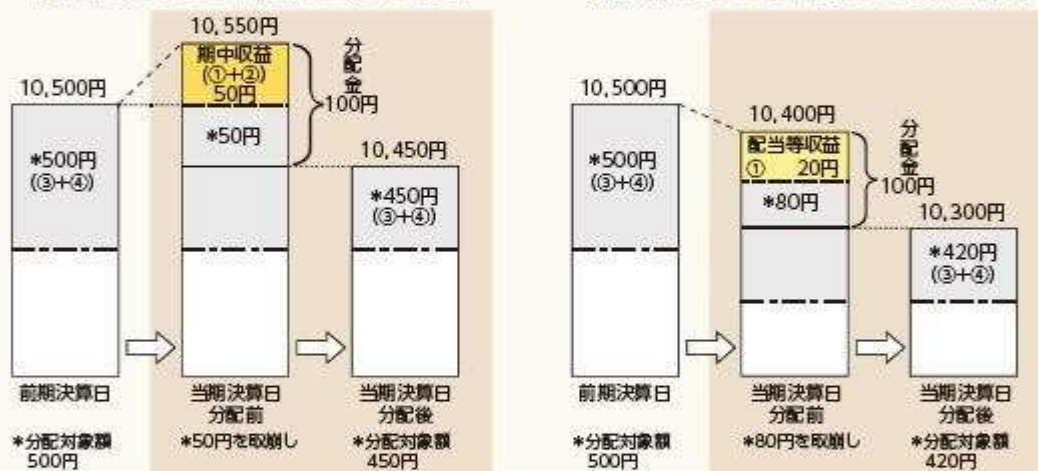 10,550円
期中収益
(①+②)
50円
分配金
100円
10,500円
*500円
(③+④)
*50円
10,450円
*450円
(③+④)
前期決算日
当期決算日
分配前
当期決算日
分配後
*分配対象額
500円
*50円を取崩し
*分配対象額
450円
10,500円
*500円
(③+④)
10,400円
配当等収益
① 20円
*80円
分配金
100円
10,300円
*420円
(③+④)
前期決算日
当期決算日
分配前
当期決算日
分配後
*分配対象額
500円
*80円を取崩し
*分配対象額
420円